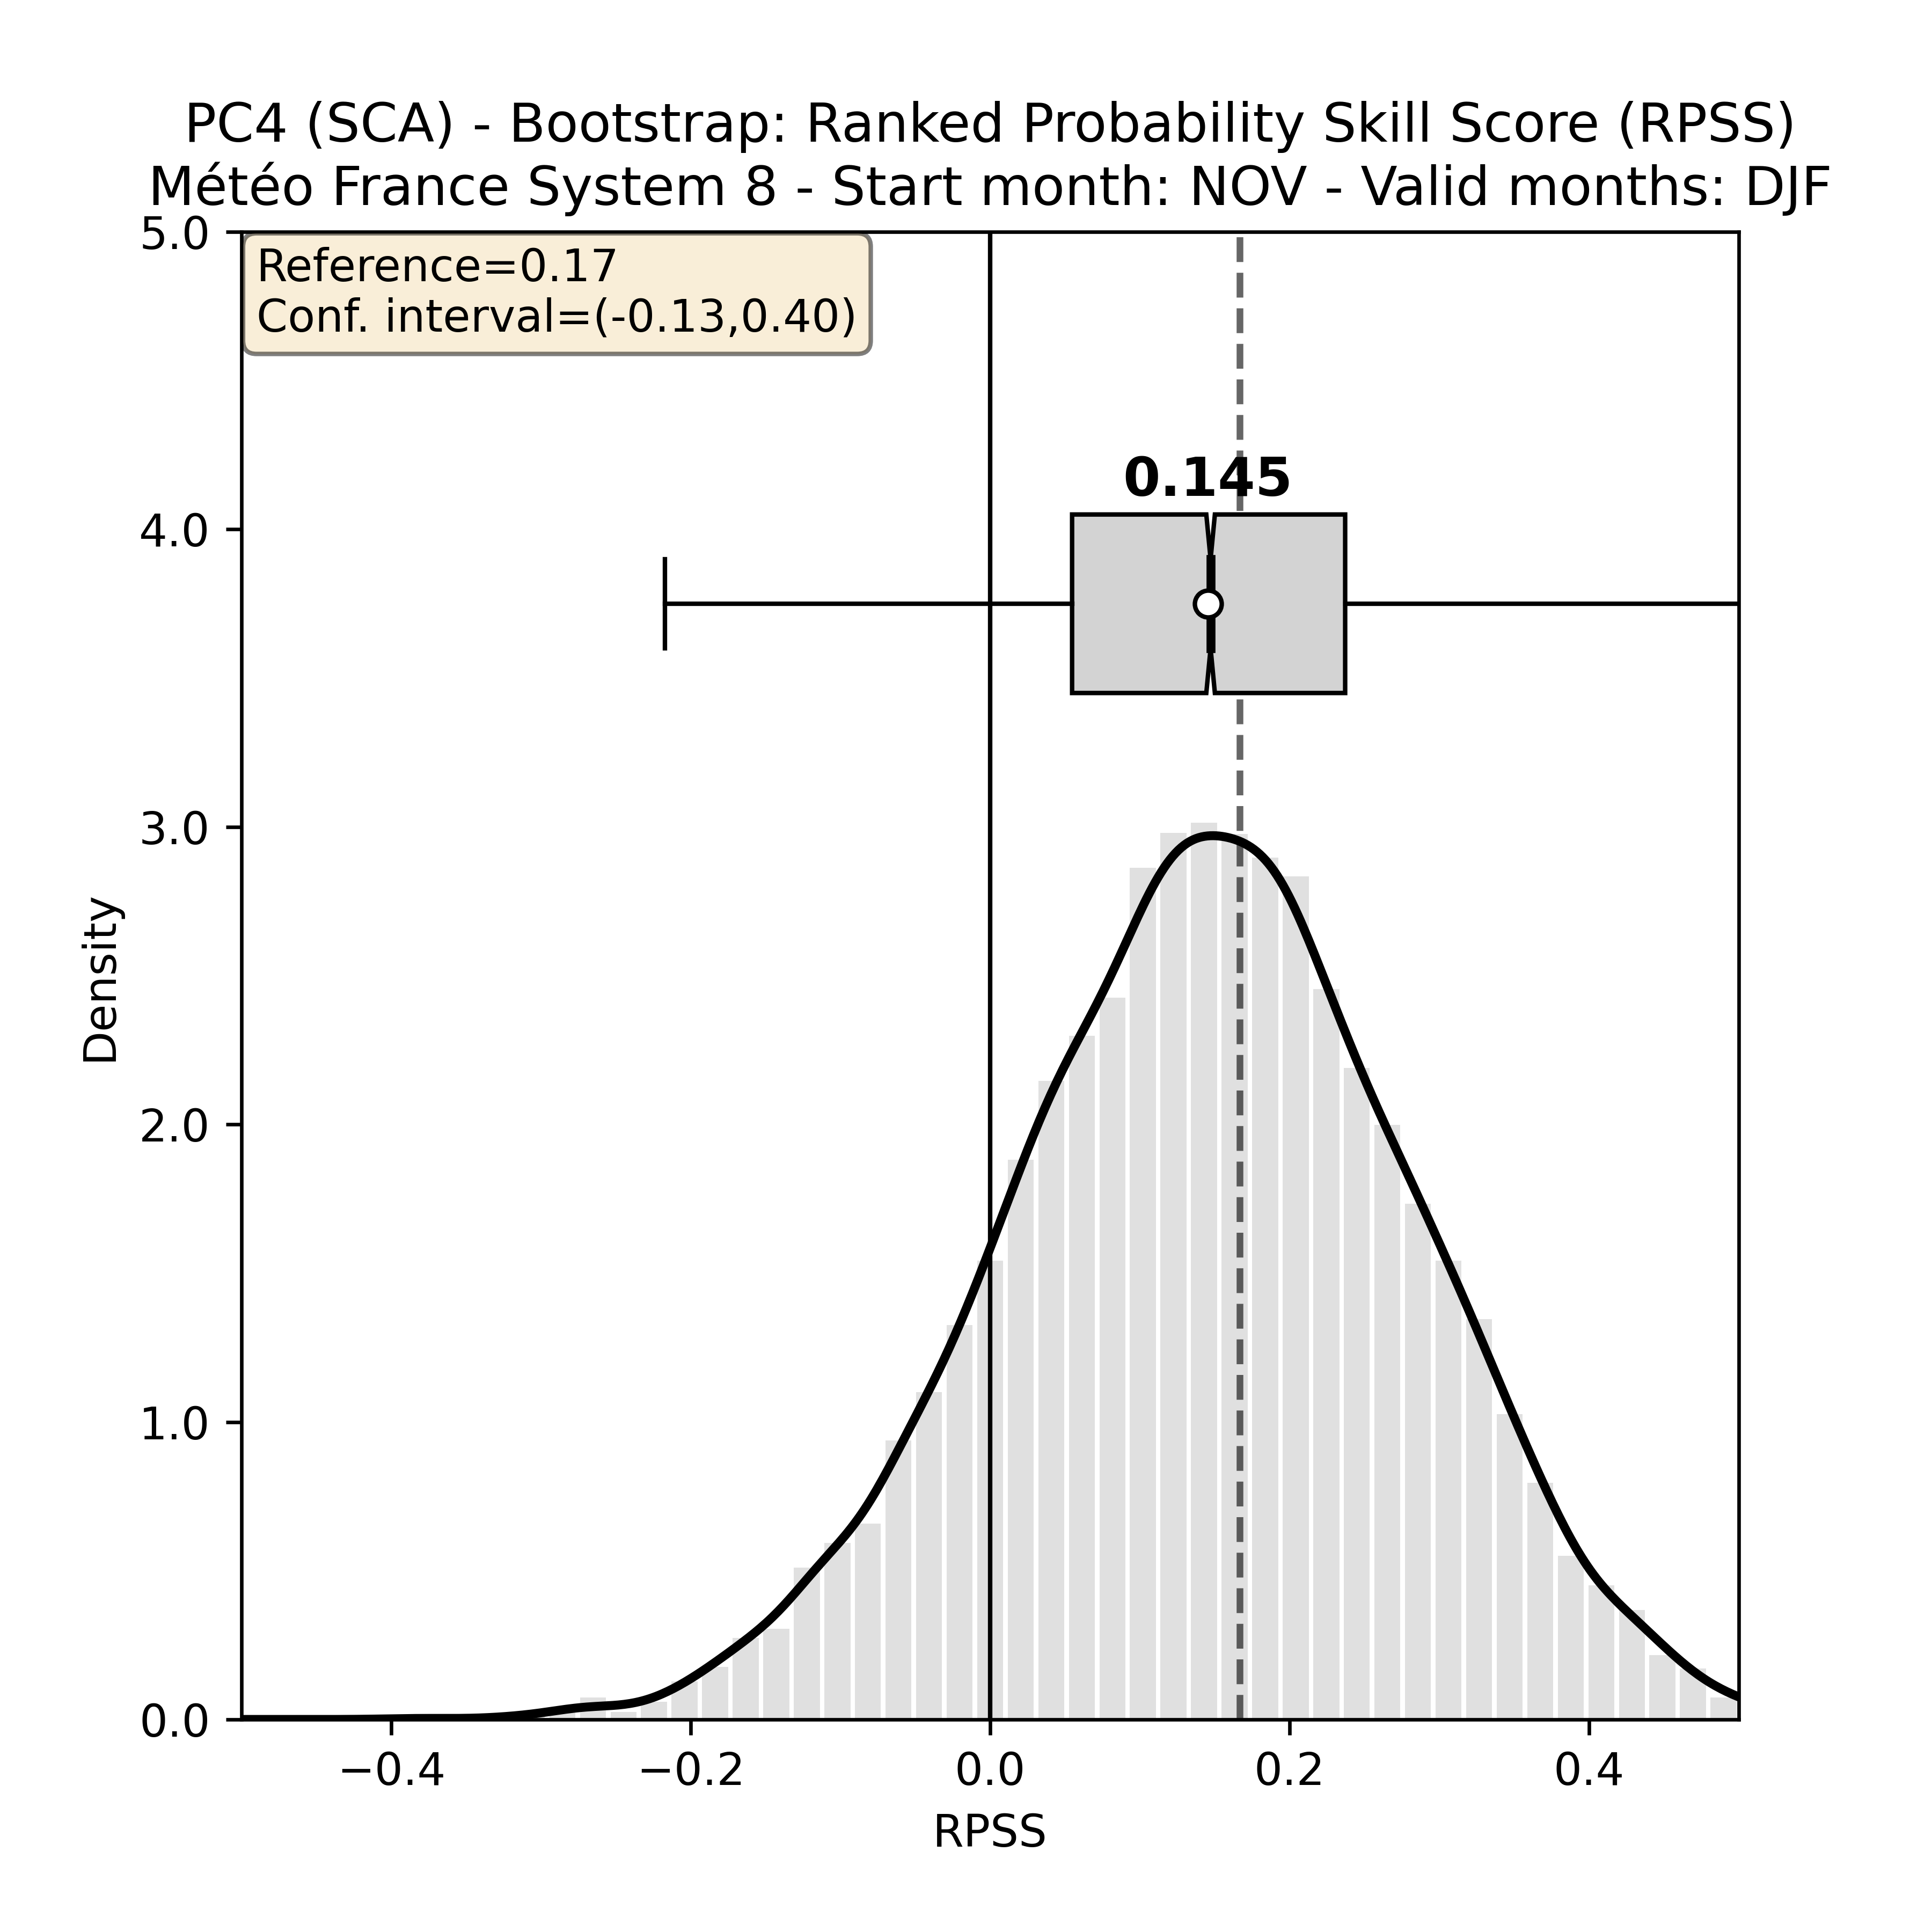 PC4 (SCA) - Bootstrap: Ranked Probability Skill Score (RPSS)
Météo France System 8 - Start month: NOV - Valid months: DJF
5.0
Reference=0.17
Conf. interval=(-0.13,0.40)
0.145
4.0
3.0
Density
2.0
1.0
0.0
−0.4 −0.2 0.0 0.2 0.4
RPSS